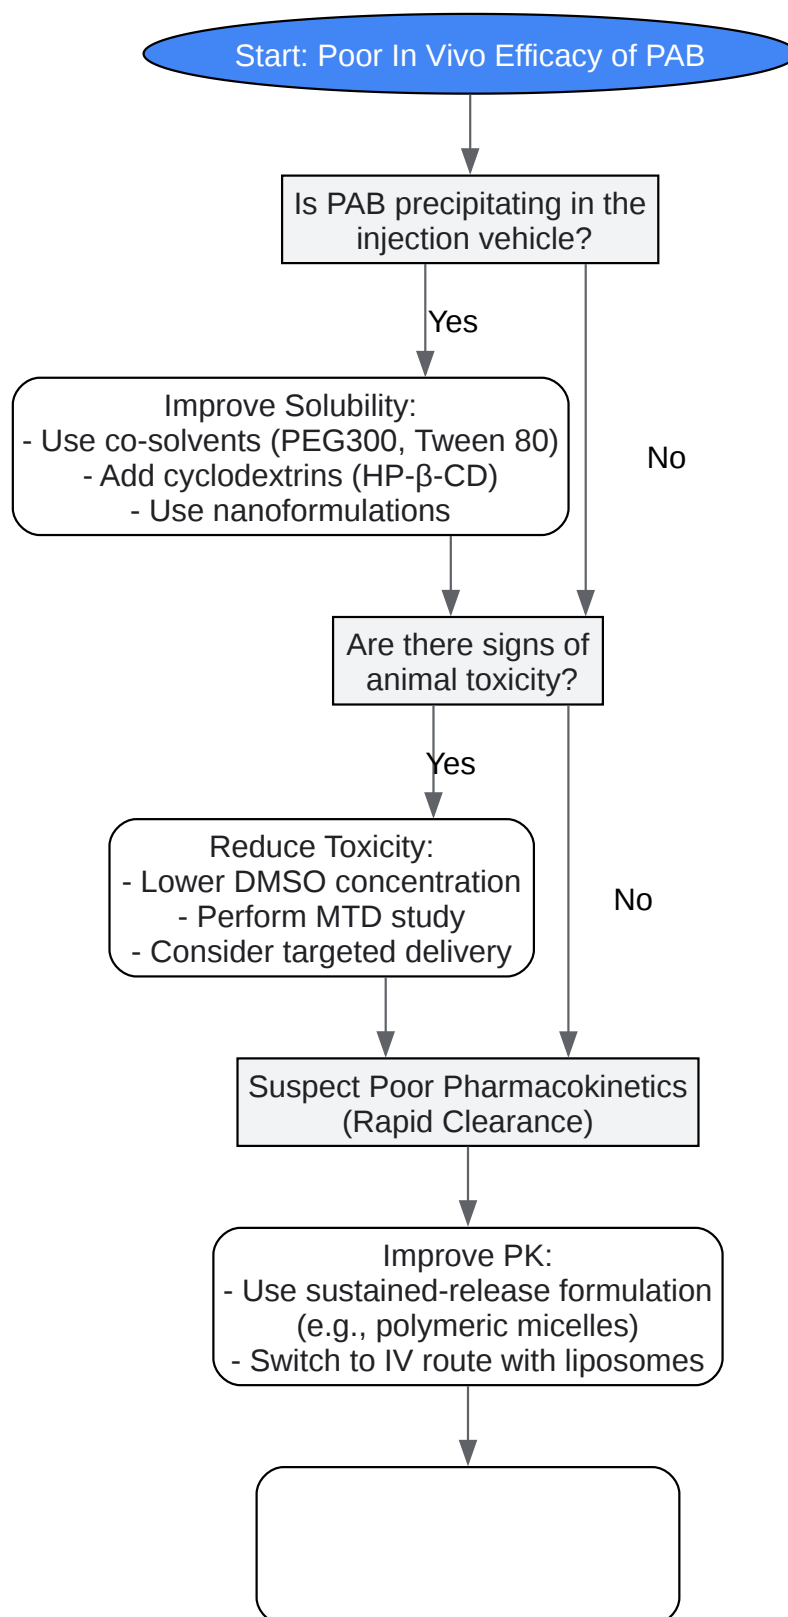 Start: Poor In Vivo Efficacy of PAB
Is PAB precipitating in the
injection vehicle?
Yes
No
Improve Solubility:
- Use co-solvents (PEG300, Tween 80)
- Add cyclodextrins (HP-β-CD)
- Use nanoformulations
Are there signs of
animal toxicity?
Yes
No
Reduce Toxicity:
- Lower DMSO concentration
- Perform MTD study
- Consider targeted delivery
Suspect Poor Pharmacokinetics
(Rapid Clearance)
Improve PK:
- Use sustained-release formulation
(e.g., polymeric micelles)
- Switch to IV route with liposomes